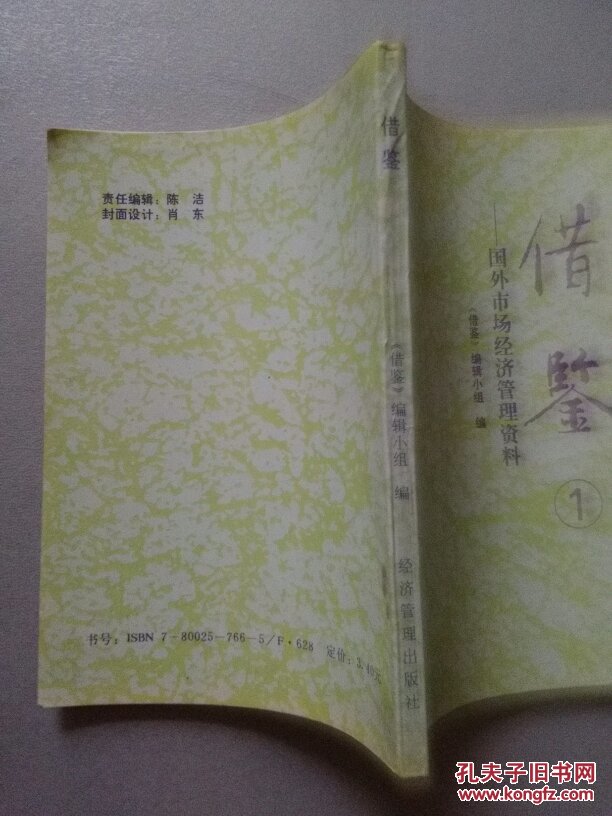 责任编辑：陈 洁
封面设计：肖 东
书号：ISBN 7-80025-766-5/F·628
定价：3.40元
借鉴
《借鉴》编辑小组 编
经济管理出版社
借鑒
——国外市场经济管理资料
《借鉴》编辑小组 编
①
孔夫子旧书网
www.kongfz.com